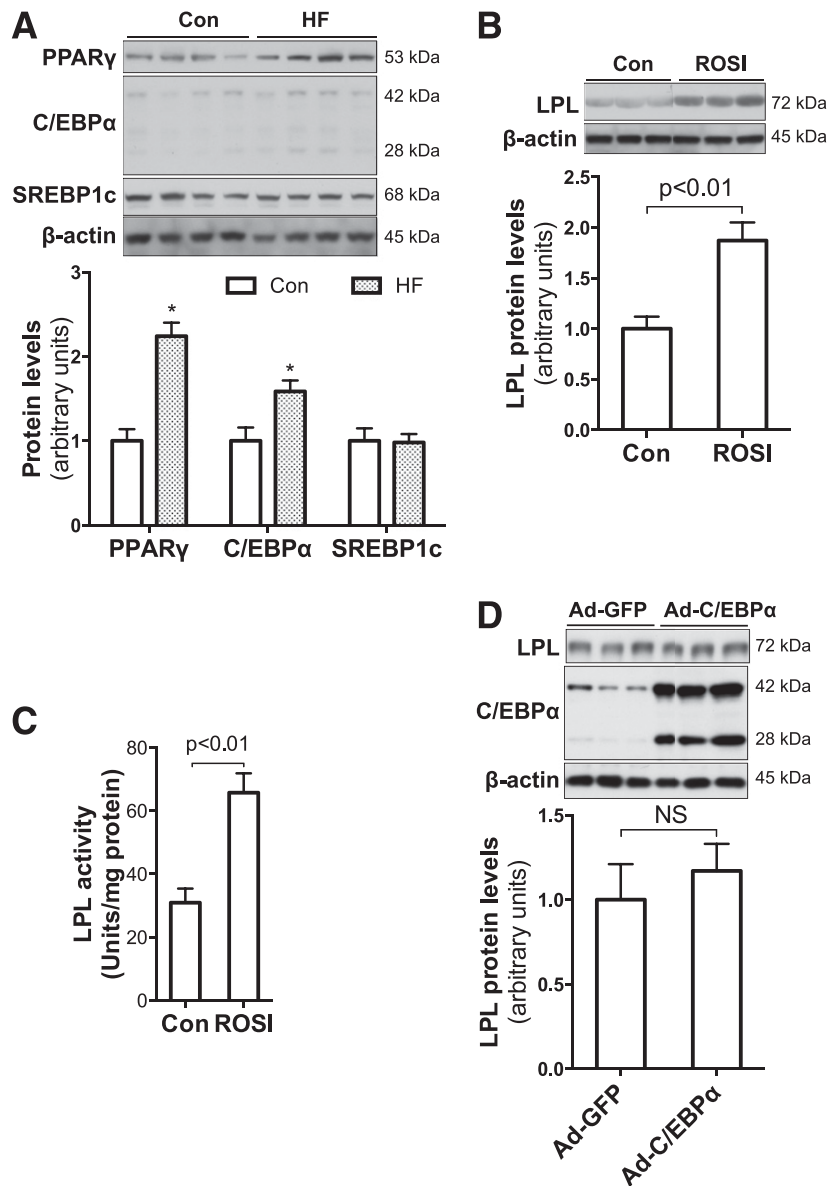 A
Con HF
PPARγ 53 kDa
42 kDa
C/EBPα
28 kDa
SREBP1c 68 kDa
β-actin 45 kDa
Con HF
Protein levels
(arbitrary units)
3
2
1
0
* *
PPARγ C/EBPα SREBP1c
B
Con ROSI
LPL 72 kDa
β-actin 45 kDa
p<0.01
LPL protein levels
(arbitrary units)
2.5
2.0
1.5
1.0
0.5
0.0
Con ROSI
C
p<0.01
LPL activity
(Units/mg protein)
80
60
40
20
0
Con ROSI
D
Ad-GFP Ad-C/EBPα
LPL 72 kDa
42 kDa
C/EBPα
28 kDa
β-actin 45 kDa
NS
LPL protein levels
(arbitrary units)
1.5
1.0
0.5
0.0
Ad-GFP
Ad-C/EBPα